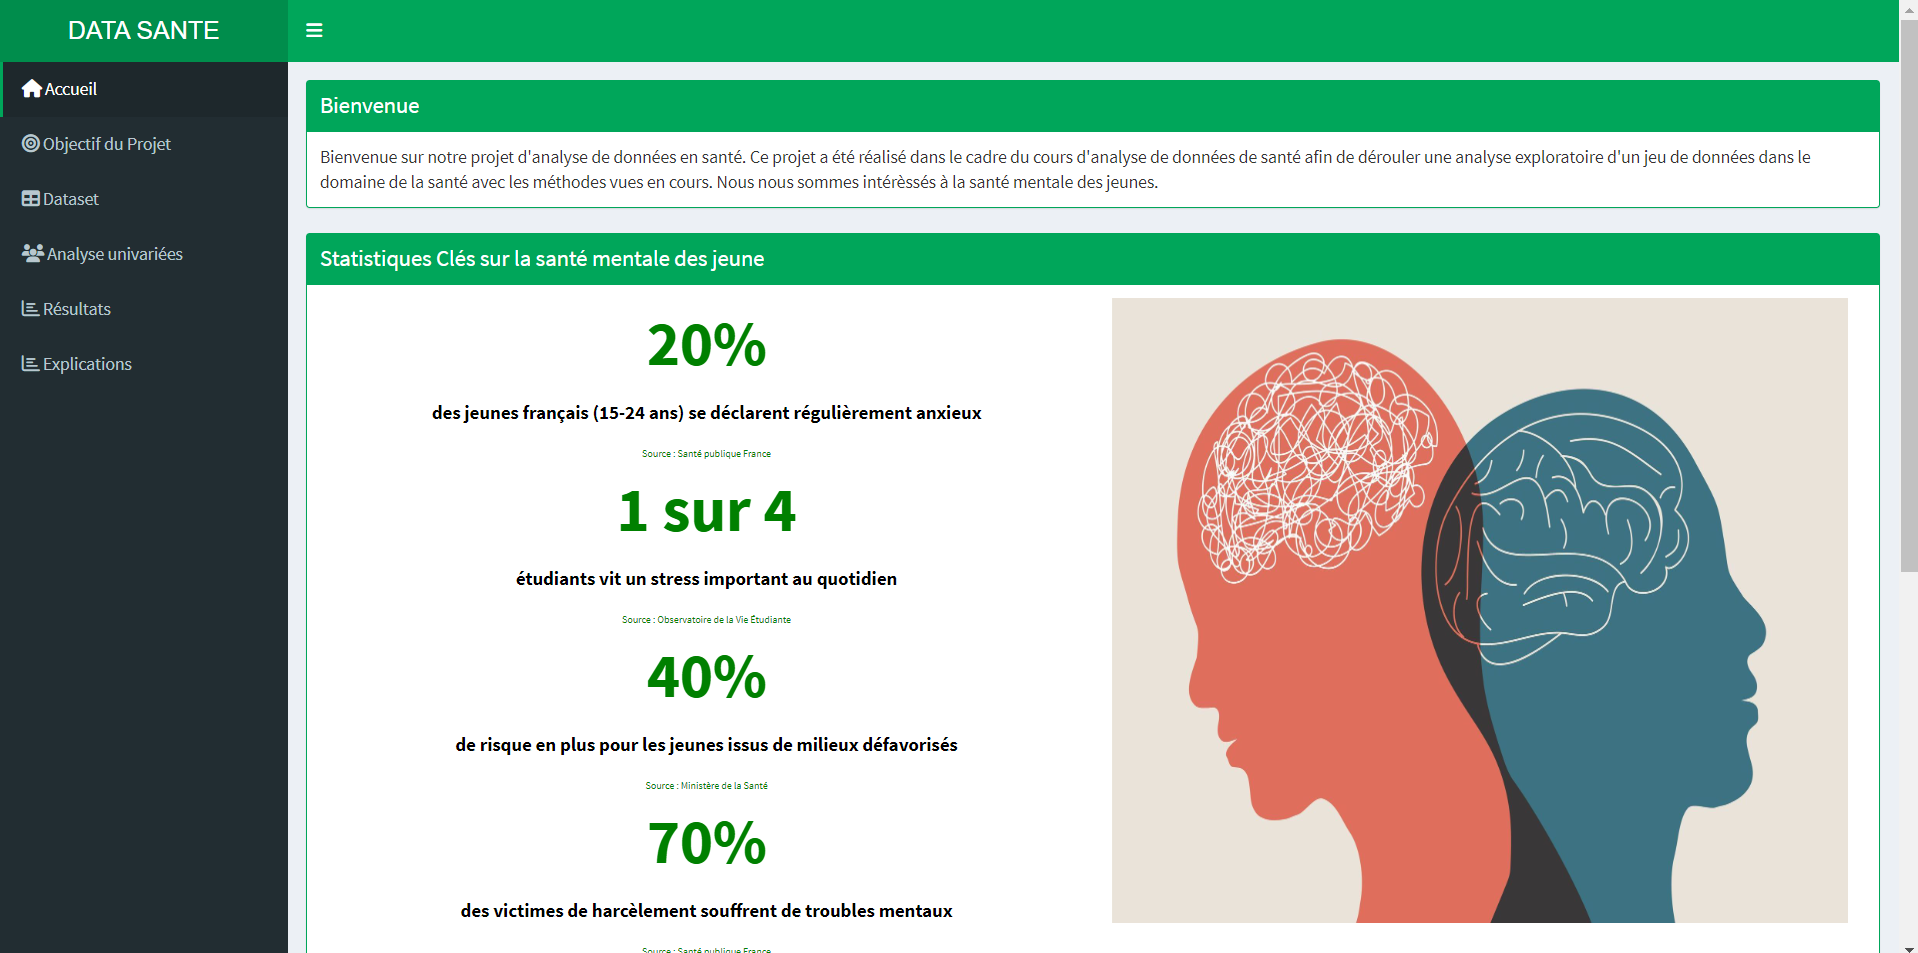 DATA SANTE
Accueil
Objectif du Projet
Dataset
Analyse univariées
Résultats
Explications
Bienvenue
Bienvenue sur notre projet d'analyse de données en santé. Ce projet a été réalisé dans le cadre du cours d'analyse de données de santé afin de dérouler une analyse exploratoire d'un jeu de données dans le
domaine de la santé avec les méthodes vues en cours. Nous nous sommes intérèssés à la santé mentale des jeunes.
Statistiques Clés sur la santé mentale des jeune
20%
des jeunes français (15-24 ans) se déclarent régulièrement anxieux
Source : Santé publique France
1 sur 4
étudiants vit un stress important au quotidien
Source : Observatoire de la Vie Étudiante
40%
de risque en plus pour les jeunes issus de milieux défavorisés
Source : Ministère de la Santé
70%
des victimes de harcèlement souffrent de troubles mentaux
Source : Santé publique France